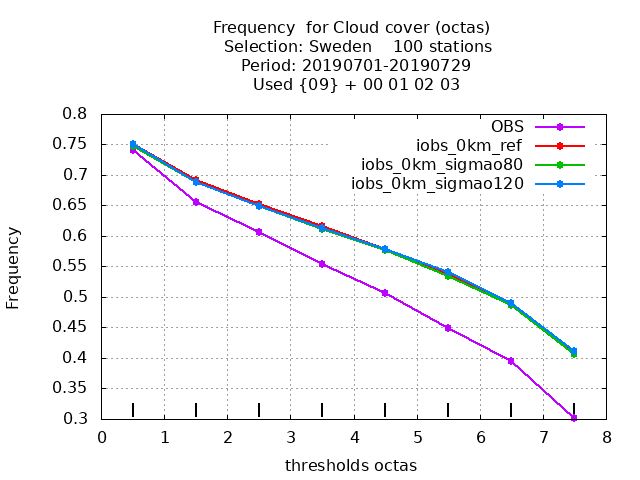 Frequency  for Cloud cover (octas)
Selection: Sweden    100 stations
Period: 20190701-20190729
Used {09} + 00 01 02 03
0.8
0.75
0.7
0.65
0.6
0.55
0.5
0.45
0.4
0.35
0.3
Frequency
OBS
iobs_0km_ref
iobs_0km_sigmao80
iobs_0km_sigmao120
0 1 2 3 4 5 6 7 8
thresholds octas